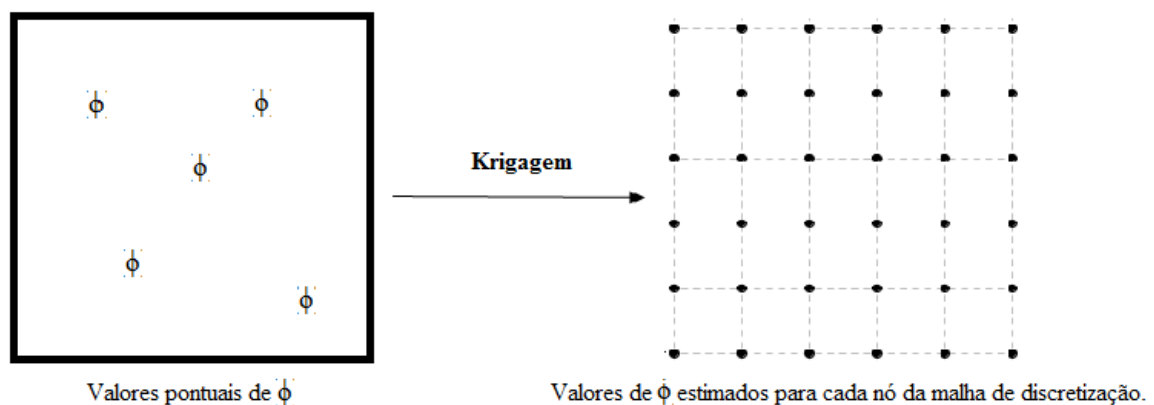 ϕ
ϕ
ϕ
ϕ
ϕ
Krigagem
Valores pontuais de ϕ
Valores de ϕ estimados para cada nó da malha de discretização.